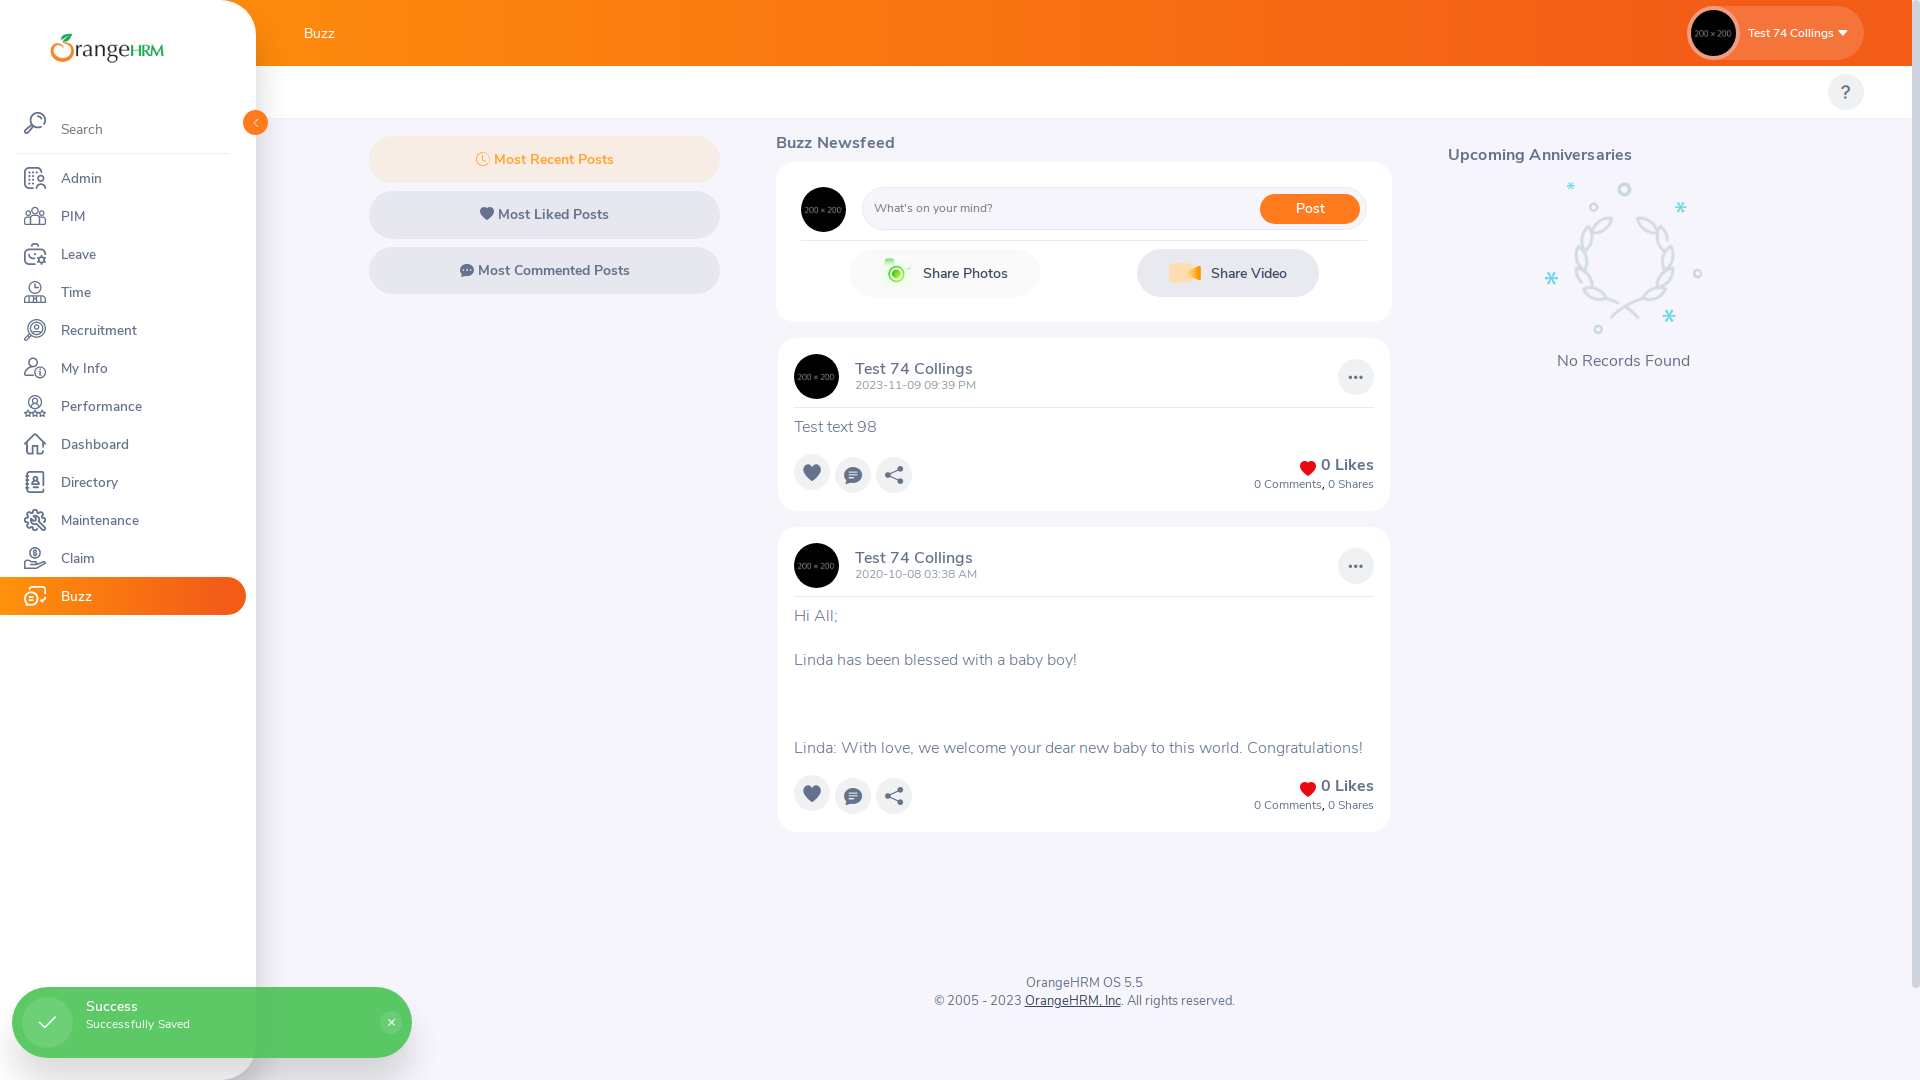 OrangeHRM
Search
Admin
PIM
Leave
Time
Recruitment
My Info
Performance
Dashboard
Directory
Maintenance
Claim
Buzz
Buzz
200 × 200
Test 74 Collings
?
Most Recent Posts
Most Liked Posts
Most Commented Posts
Buzz Newsfeed
200 × 200
What's on your mind?
Post
Share Photos
Share Video
200 × 200
Test 74 Collings
2023-11-09 09:39 PM
Test text 98
0 Likes
0 Comments, 0 Shares
200 × 200
Test 74 Collings
2020-10-08 03:38 AM
Hi All;
Linda has been blessed with a baby boy!
Linda: With love, we welcome your dear new baby to this world. Congratulations!
0 Likes
0 Comments, 0 Shares
Upcoming Anniversaries
No Records Found
OrangeHRM OS 5.5
© 2005 - 2023 OrangeHRM, Inc. All rights reserved.
Success
Successfully Saved